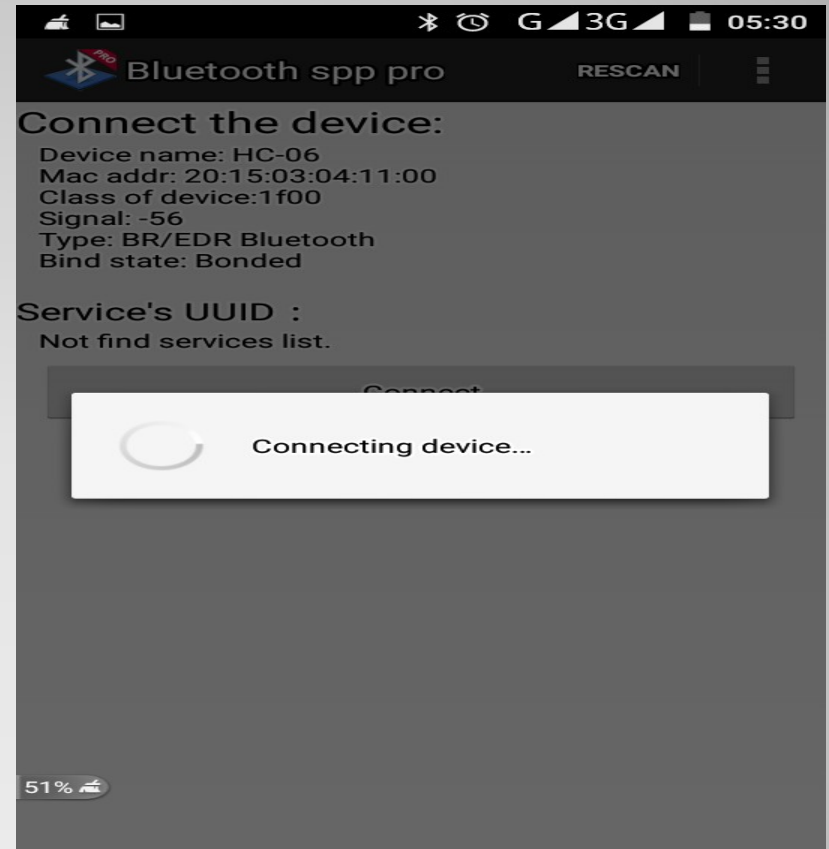 G 3G 05:30
PRO
Bluetooth spp pro RESCAN
Connect the device:
Device name: HC-06
Mac addr: 20:15:03:04:11:00
Class of device:1f00
Signal: -56
Type: BR/EDR Bluetooth
Bind state: Bonded
Service's UUID :
Not find services list.
Connect
Connecting device...
51%